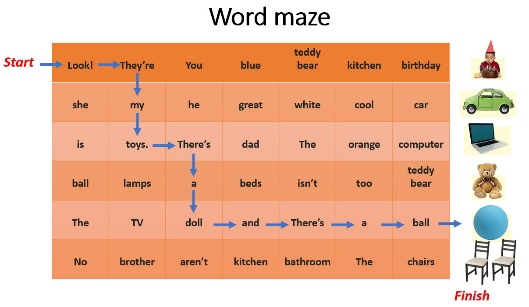 Word maze
Start
Look! They're You blue teddy bear kitchen birthday
she my he great white cool car
is toys. There's dad The orange computer
ball lamps a beds isn't too teddy bear
The TV doll and There's a ball
No brother aren't kitchen bathroom The chairs
Finish